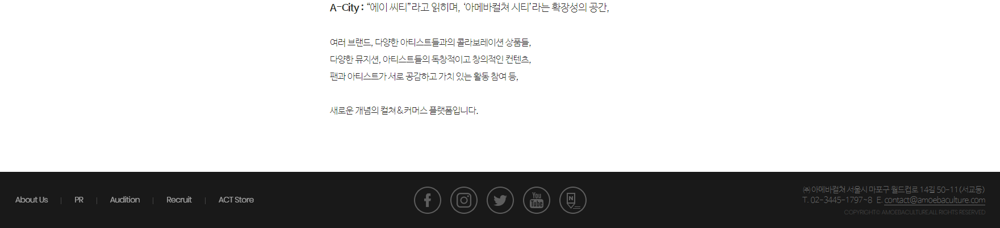 A-City : “에이 씨티”라고 읽히며, ‘아메바컬쳐 시티’라는 확장성의 공간,
여러 브랜드, 다양한 아티스트들과의 콜라보레이션 상품들,
다양한 뮤지션, 아티스트들의 독창적이고 창의적인 컨텐츠,
팬과 아티스트가 서로 공감하고 가치 있는 활동 참여 등,
새로운 개념의 컬쳐&커머스 플랫폼입니다.
About Us | PR | Audition | Recruit | ACT Store
You Tube
N
㈜아메바컬쳐 서울시 마포구 월드컵로 14길 50-11(서교동)
T. 02-3445-1797~8 E. contact@amoebaculture.com
COPYRIGHT© AMOEBACULTURE.ALL RIGHTS RESERVED